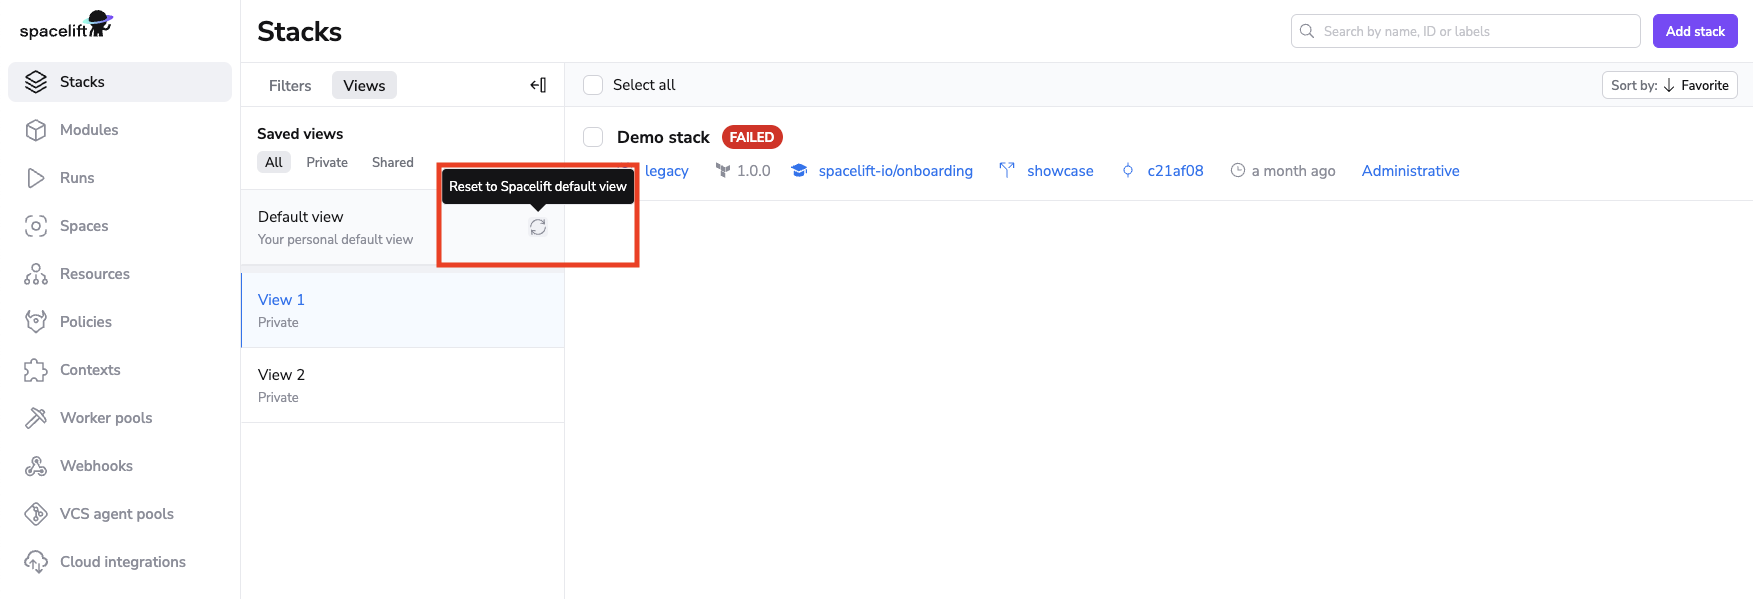 spacelift
Stacks
Search by name, ID or labels
Add stack
Stacks
Modules
Runs
Spaces
Resources
Policies
Contexts
Worker pools
Webhooks
VCS agent pools
Cloud integrations
Filters
Views
Saved views
All
Private
Shared
Reset to Spacelift default view
Default view
Your personal default view
View 1
Private
View 2
Private
Select all
Sort by: Favorite
Demo stack FAILED
legacy 1.0.0 spacelift-io/onboarding showcase c21af08 a month ago Administrative